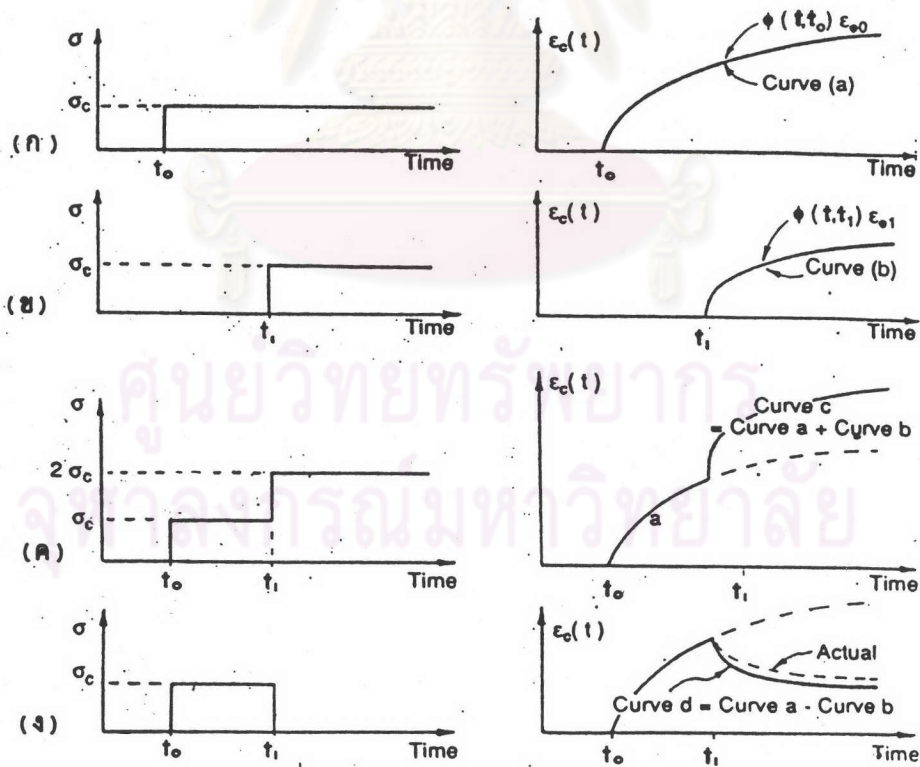 σ
σc
(ก)
t₀
Time
εc(t)
ϕ (t,t₀) εe0
Curve (a)
t₀
Time
σ
σc
(ข)
t₁
Time
εc(t)
ϕ (t,t₁) εe1
Curve (b)
t₁
Time
ศูนย์วิทยทรัพยากร
จุฬาลงกรณ์มหาวิทยาลัย
σ
2σc
σc
(ค)
t₀
t₁
Time
εc(t)
Curve c
= Curve a + Curve b
a
t₀
t₁
Time
σ
σc
(ง)
t₀
t₁
Time
εc(t)
Actual
Curve d = Curve a - Curve b
t₀
t₁
Time